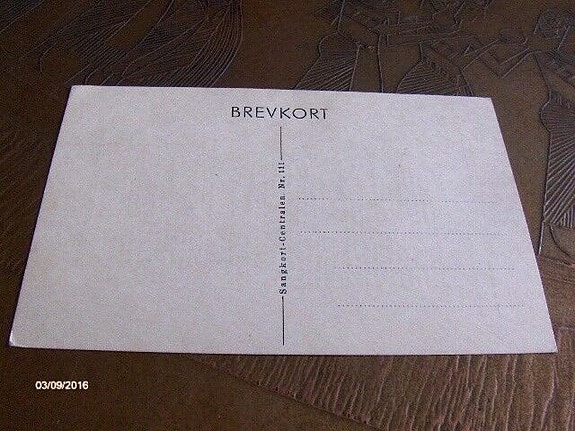 BREVKORT
Sangkort-Centralen Nr. 111
03/09/2016